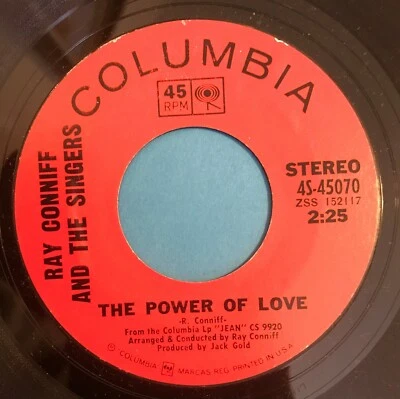 COLUMBIA
45
RPM
RAY CONNIFF
AND THE SINGERS
STEREO
4S-45070
ZSS 152117
2:25
THE POWER OF LOVE
-R. Conniff-
From the Columbia Lp "JEAN" CS 9920
Arranged & Conducted by Ray Conniff
Produced by Jack Gold
COLUMBIA MARCAS REG. PRINTED IN U.S.A.